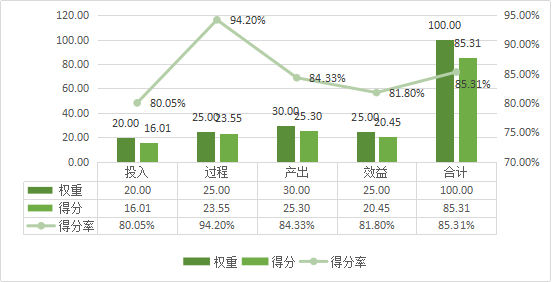 120.00 95.00%
100.00 94.20% 100.00 90.00%
80.00 85.31
80.05% 84.33% 81.80% 85.31% 85.00%
60.00 80.00%
40.00 20.00 16.01 25.00 23.55 30.00 25.30 25.00 20.45 75.00%
20.00
0.00 70.00%
投入 过程 产出 效益 合计
权重 20.00 25.00 30.00 25.00 100.00
得分 16.01 23.55 25.30 20.45 85.31
得分率 80.05% 94.20% 84.33% 81.80% 85.31%
权重 得分 得分率